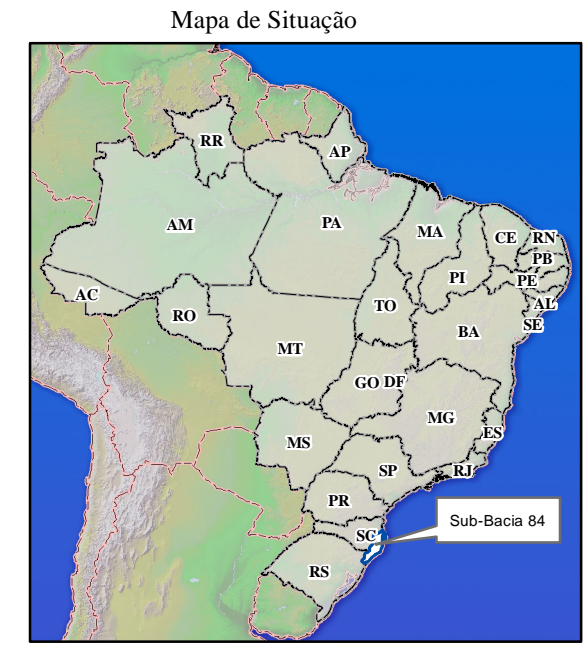 Mapa de Situação
RR
AP
AM
PA
MA
CE
RN
PB
PI
PE
AC
RO
TO
AL
SE
BA
MT
GO DF
MG
MS
ES
SP
RJ
PR
Sub-Bacia 84
SC
RS